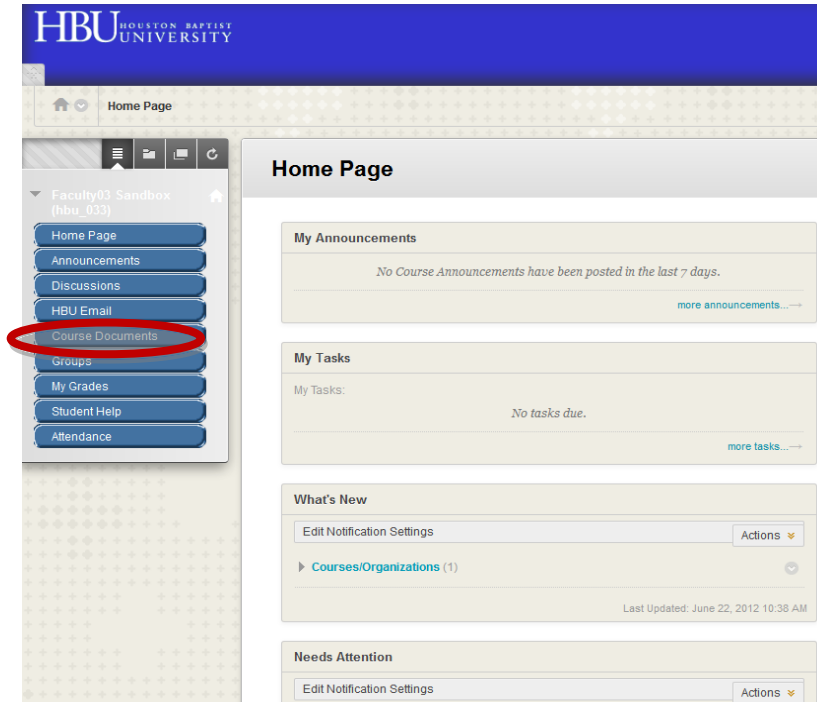 HBU HOUSTON BAPTIST
UNIVERSITY
Home Page
Faculty03 Sandbox
(hbu_033)
Home Page
Announcements
Discussions
HBU Email
Course Documents
Groups
My Grades
Student Help
Attendance
Home Page
My Announcements
No Course Announcements have been posted in the last 7 days.
more announcements...→
My Tasks
My Tasks:
No tasks due.
more tasks...→
What's New
Edit Notification Settings
Actions
Courses/Organizations (1)
Last Updated: June 22, 2012 10:38 AM
Needs Attention
Edit Notification Settings
Actions